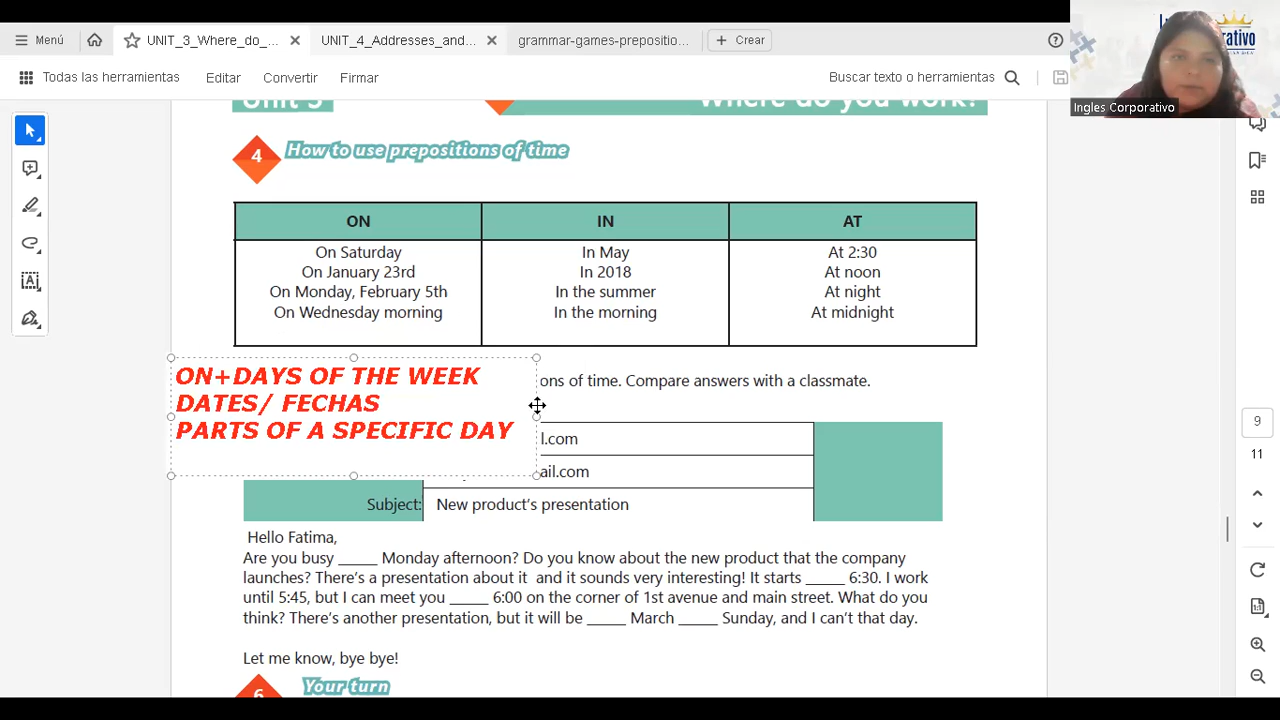 Menú
UNIT_3_Where_do_...
UNIT_4_Addresses_and...
grammar-games-prepositio...
Crear
Todas las herramientas
Editar
Convertir
Firmar
Buscar texto o herramientas
Ingles Corporativo
Unit 3
Where do you work?
4
How to use prepositions of time
ON
IN
AT
On Saturday
In May
At 2:30
On January 23rd
In 2018
At noon
On Monday, February 5th
In the summer
At night
On Wednesday morning
In the morning
At midnight
ON+DAYS OF THE WEEK
DATES/ FECHAS
PARTS OF A SPECIFIC DAY
ons of time. Compare answers with a classmate.
l.com
ail.com
Subject:
New product's presentation
Hello Fatima,
Are you busy _____ Monday afternoon? Do you know about the new product that the company
launches? There's a presentation about it and it sounds very interesting! It starts _____ 6:30. I work
until 5:45, but I can meet you _____ 6:00 on the corner of 1st avenue and main street. What do you
think? There's another presentation, but it will be _____ March _____ Sunday, and I can't that day.
Let me know, bye bye!
6
Your turn
9
11